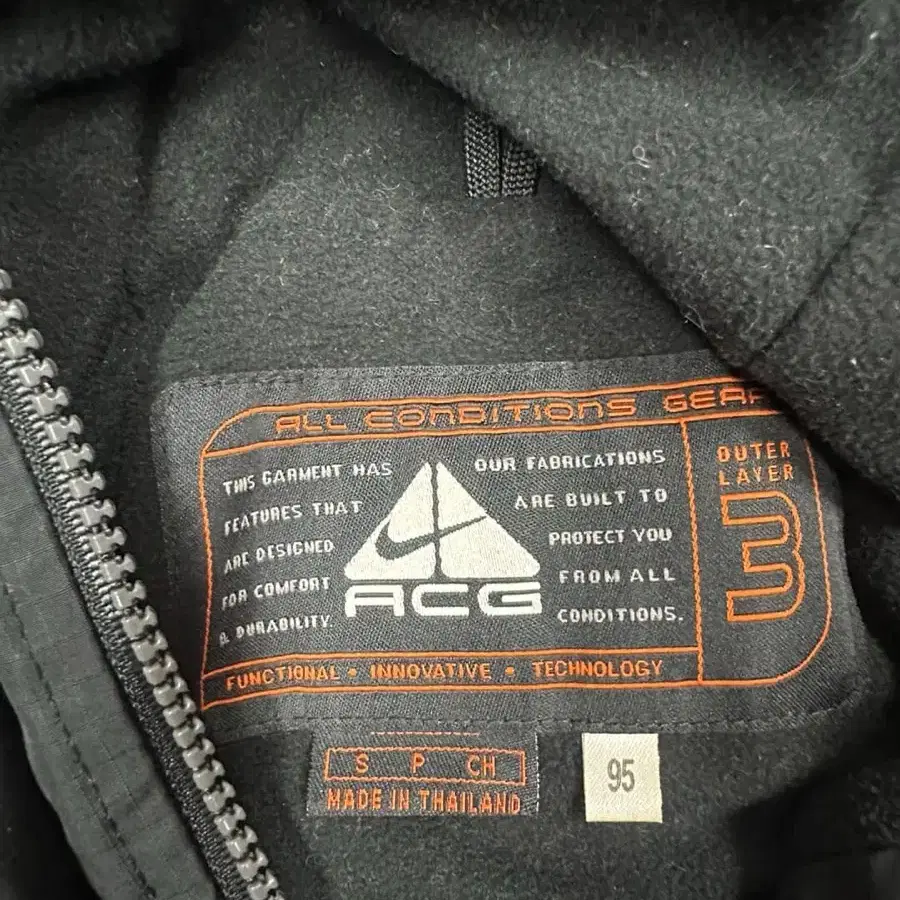 ALL CONDITIONS GEAR
THIS GARMENT HAS
FEATURES THAT
ARE DESIGNED
FOR COMFORT
& DURABILITY.
ACG
OUR FABRICATIONS
ARE BUILT TO
PROTECT YOU
FROM ALL
CONDITIONS.
OUTER
LAYER
3
FUNCTIONAL • INNOVATIVE • TECHNOLOGY
S P CH
MADE IN THAILAND
95